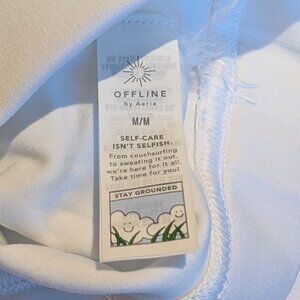 OFFLINE
by Aerie
M/M
SELF-CARE
ISN'T SELFISH.
From couchsurfing
to sweating it out,
we're here for it all.
Take time for you!
STAY GROUNDED